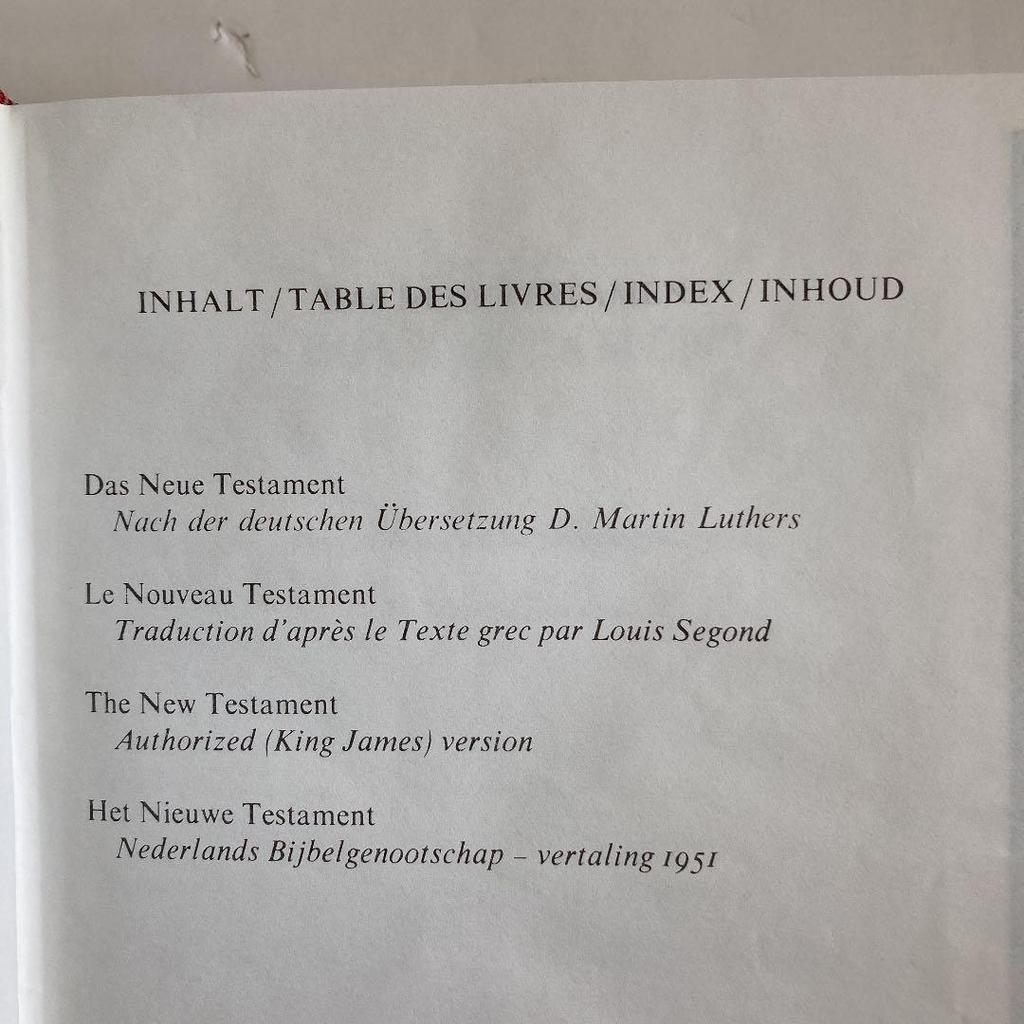 INHALT / TABLE DES LIVRES / INDEX / INHOUD
Das Neue Testament
Nach der deutschen Übersetzung D. Martin Luthers
Le Nouveau Testament
Traduction d'après le Texte grec par Louis Segond
The New Testament
Authorized (King James) version
Het Nieuwe Testament
Nederlands Bijbelgenootschap – vertaling 1951